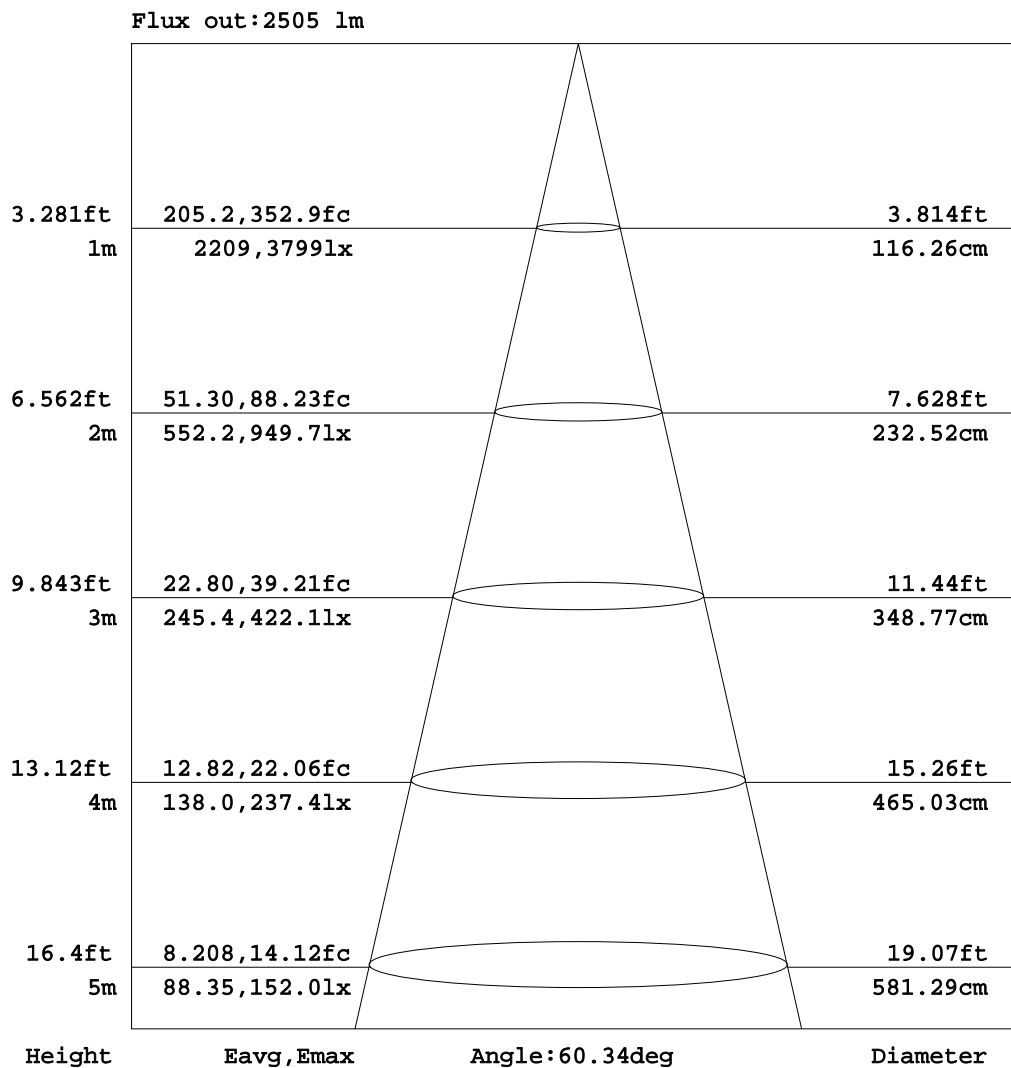 Flux out:2505 lm
3.281ft 205.2,352.9fc 3.814ft
1m 2209,3799lx 116.26cm
6.562ft 51.30,88.23fc 7.628ft
2m 552.2,949.7lx 232.52cm
9.843ft 22.80,39.21fc 11.44ft
3m 245.4,422.1lx 348.77cm
13.12ft 12.82,22.06fc 15.26ft
4m 138.0,237.4lx 465.03cm
16.4ft 8.208,14.12fc 19.07ft
5m 88.35,152.0lx 581.29cm
Height Eavg,Emax Angle:60.34deg Diameter